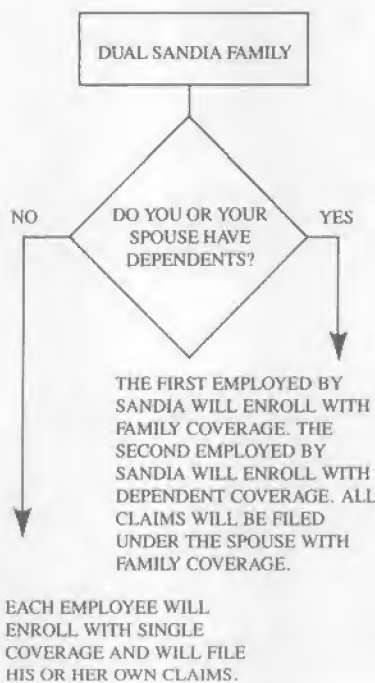 DUAL SANDIA FAMILY
DO YOU OR YOUR
SPOUSE HAVE
DEPENDENTS?
NO
YES
THE FIRST EMPLOYED BY
SANDIA WILL ENROLL WITH
FAMILY COVERAGE. THE
SECOND EMPLOYED BY
SANDIA WILL ENROLL WITH
DEPENDENT COVERAGE. ALL
CLAIMS WILL BE FILED
UNDER THE SPOUSE WITH
FAMILY COVERAGE.
EACH EMPLOYEE WILL
ENROLL WITH SINGLE
COVERAGE AND WILL FILE
HIS OR HER OWN CLAIMS.